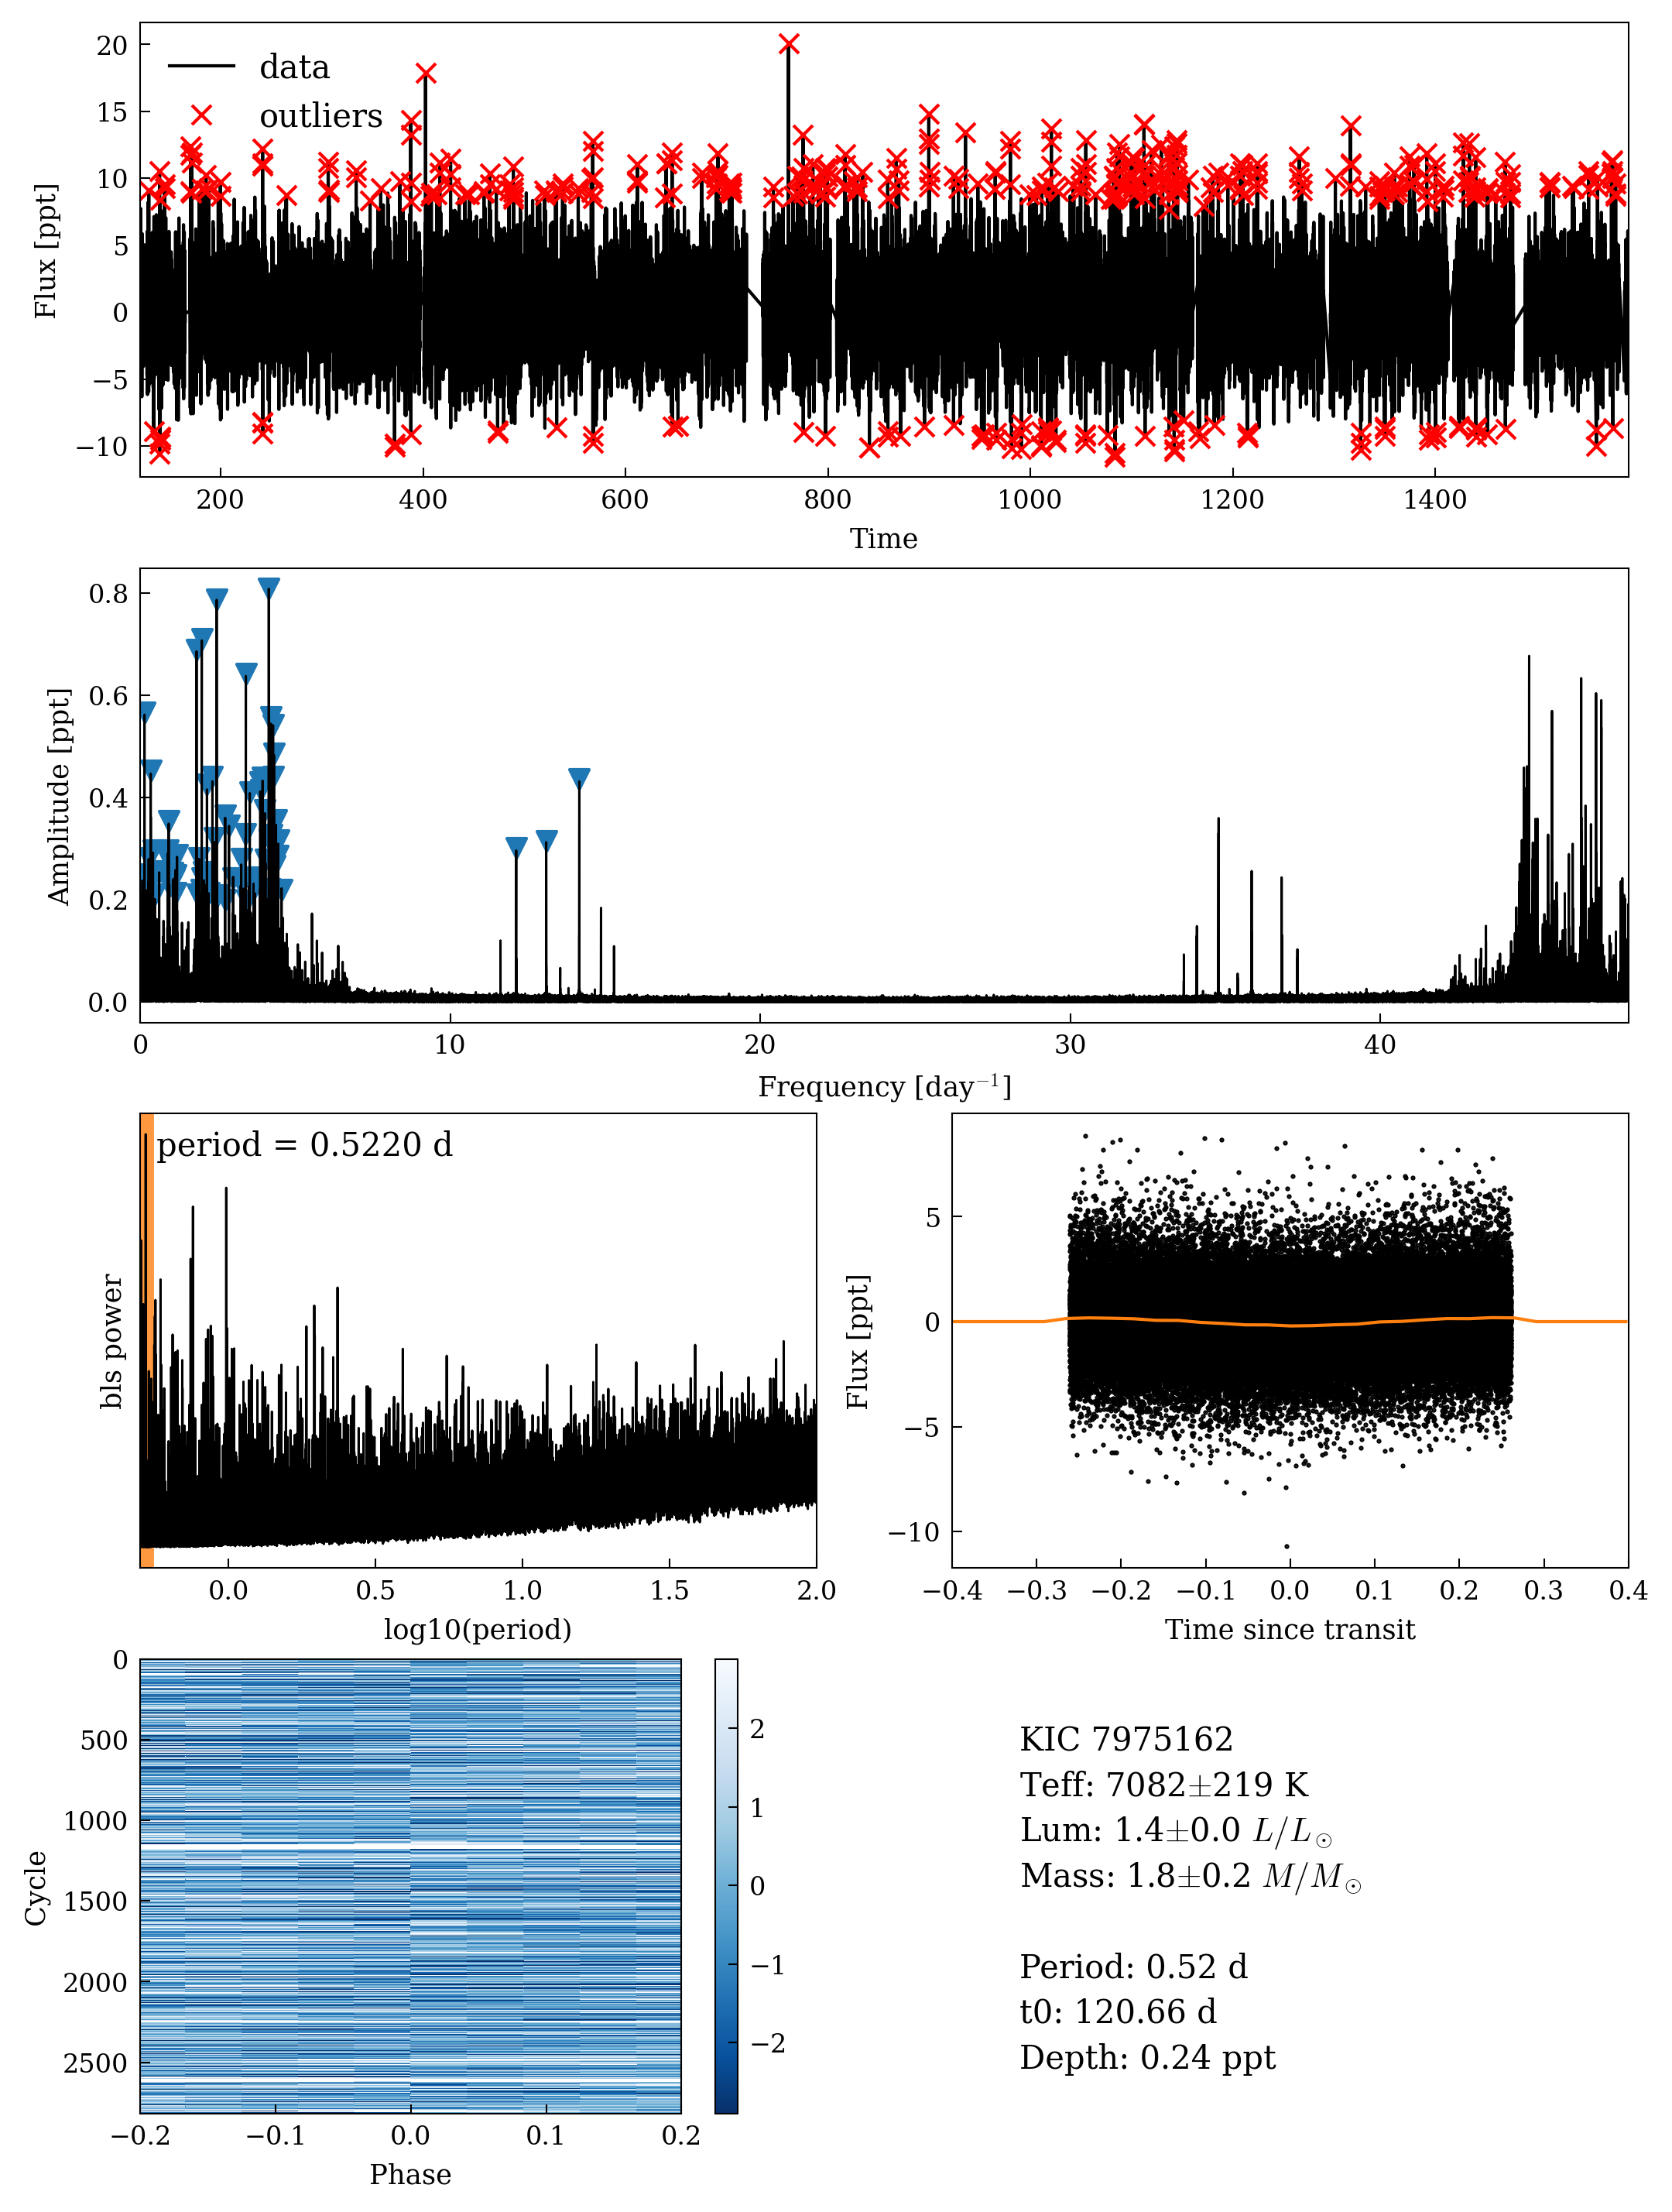 20
15
10
5
0
−5
−10
Flux [ppt]
data
outliers
200 400 600 800 1000 1200 1400
Time
0.8
0.6
0.4
0.2
0.0
Amplitude [ppt]
0 10 20 30 40
Frequency [day⁻¹]
period = 0.5220 d
bls power
0.0 0.5 1.0 1.5 2.0
log10(period)
5
0
−5
−10
Flux [ppt]
−0.4 −0.3 −0.2 −0.1 0.0 0.1 0.2 0.3 0.4
Time since transit
0
500
1000
1500
2000
2500
Cycle
−0.2 −0.1 0.0 0.1 0.2
Phase
2
1
0
−1
−2
KIC 7975162
Teff: 7082±219 K
Lum: 1.4±0.0 L/L☉
Mass: 1.8±0.2 M/M☉
Period: 0.52 d
t0: 120.66 d
Depth: 0.24 ppt